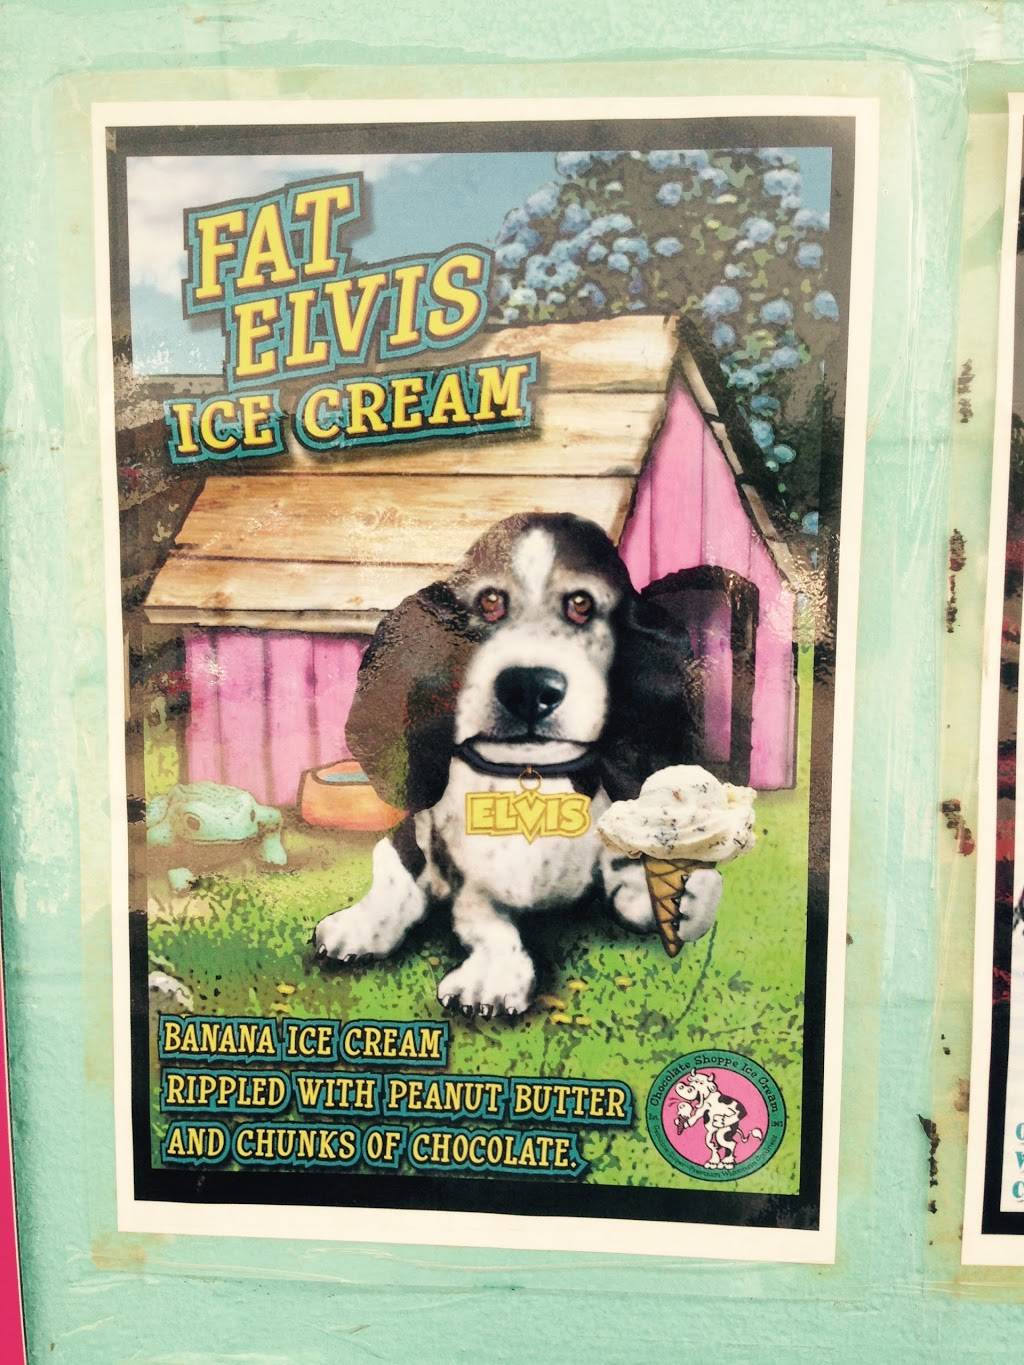 FAT
ELVIS
ICE CREAM
ELVIS
BANANA ICE CREAM
RIPPLED WITH PEANUT BUTTER
AND CHUNKS OF CHOCOLATE.
Chocolate Shoppe Ice Cream